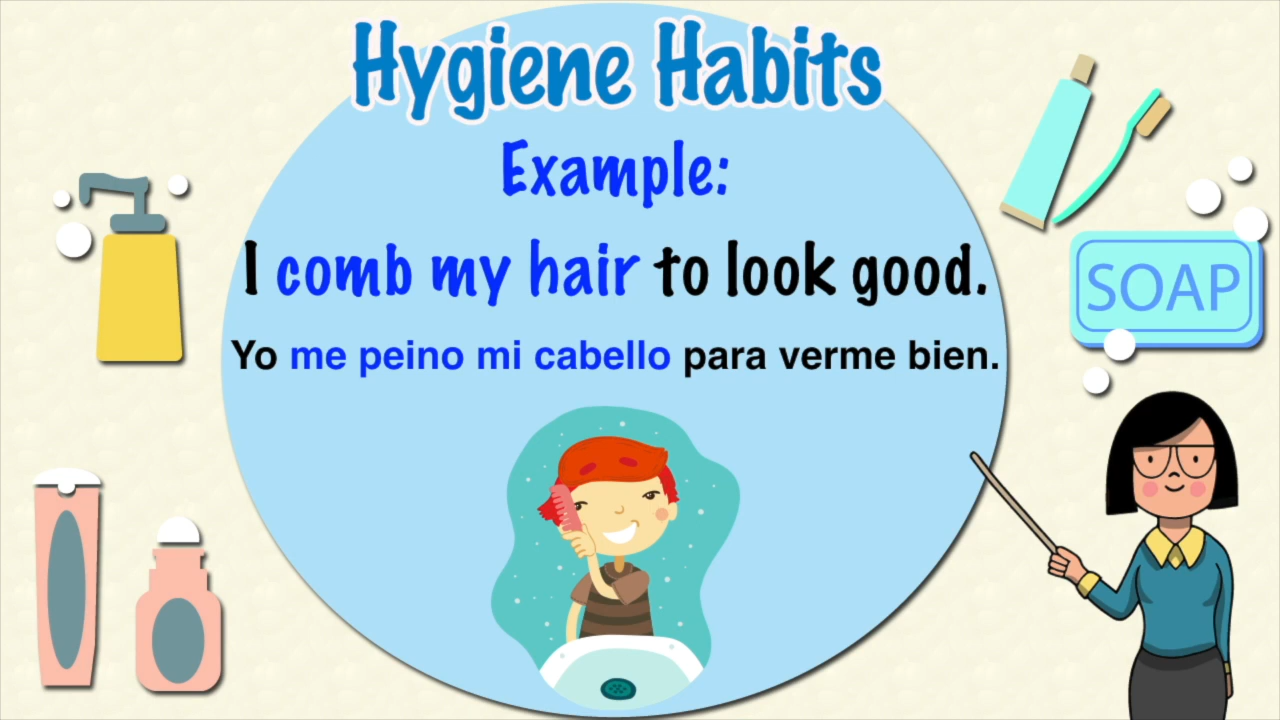 Hygiene Habits
Example:
I comb my hair to look good.
SOAP
Yo me peino mi cabello para verme bien.